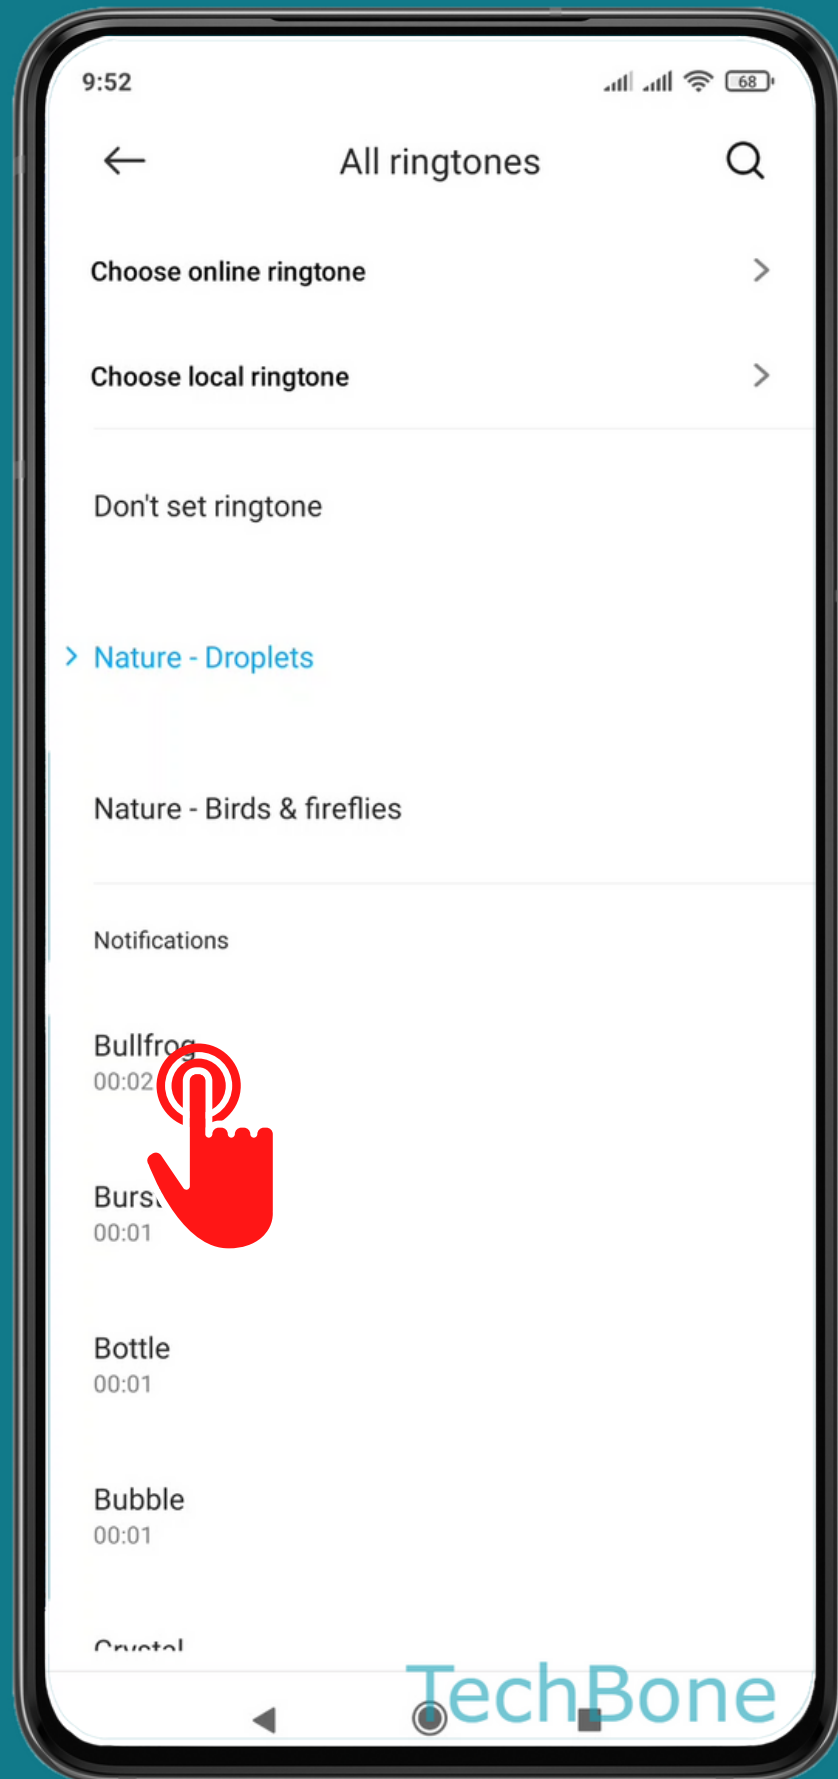 9:52
68
All ringtones
Choose online ringtone
Choose local ringtone
Don't set ringtone
Nature - Droplets
Nature - Birds & fireflies
Notifications
Bullfrog
00:02
00:01
Bottle
00:01
Bubble
00:01
Crystal
TechBone